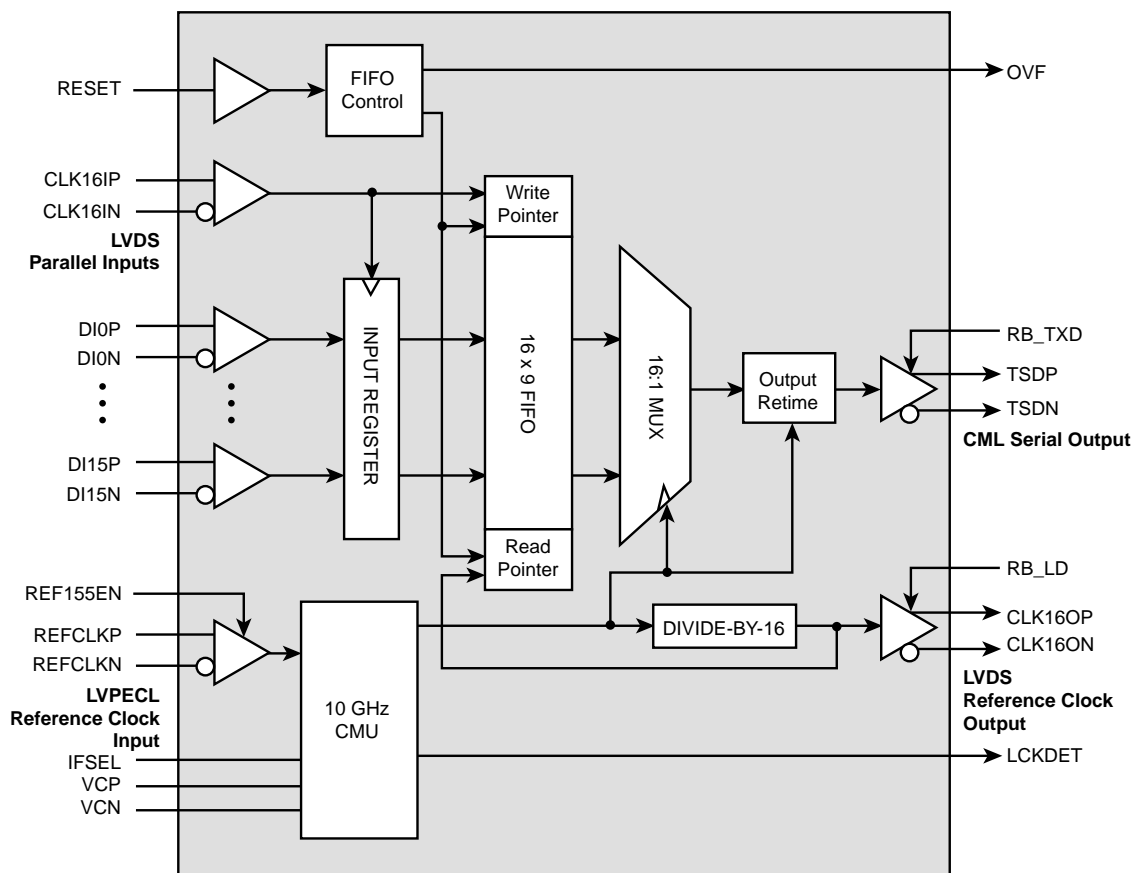 RESET
FIFO
Control
OVF
CLK16IP
CLK16IN
LVDS
Parallel Inputs
Write
Pointer
DI0P
DI0N
DI15P
DI15N
INPUT REGISTER
16 x 9 FIFO
16:1 MUX
Output
Retime
RB_TXD
TSDP
TSDN
CML Serial Output
Read
Pointer
REF155EN
REFCLKP
REFCLKN
LVPECL
Reference Clock
Input
IFSEL
VCP
VCN
10 GHz
CMU
DIVIDE-BY-16
RB_LD
CLK16OP
CLK16ON
LVDS
Reference Clock
Output
LCKDET